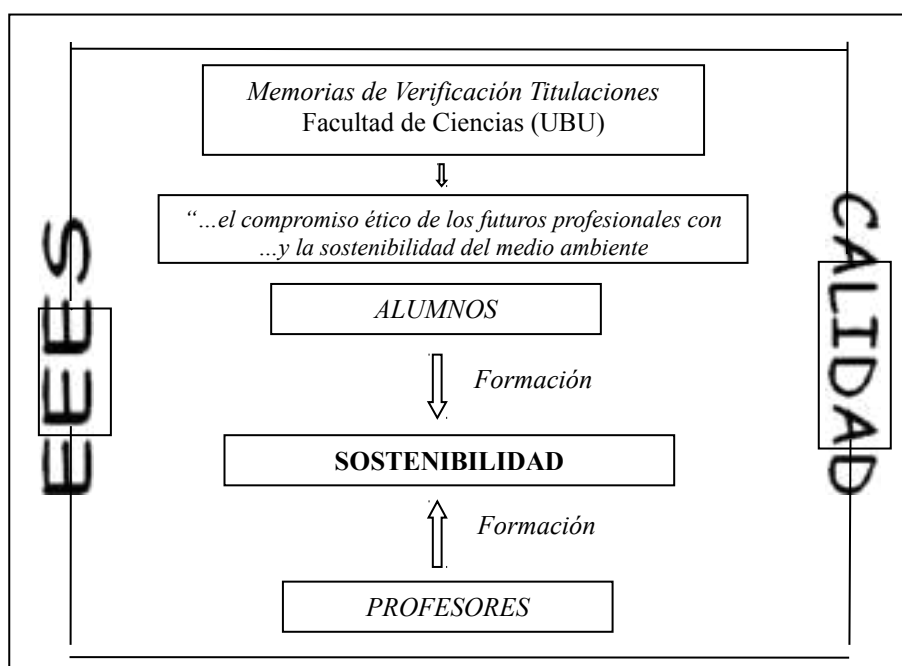 Memorias de Verificación Titulaciones
Facultad de Ciencias (UBU)
“...el compromiso ético de los futuros profesionales con
...y la sostenibilidad del medio ambiente
ALUMNOS
Formación
SOSTENIBILIDAD
Formación
PROFESORES
EEES
CALIDAD